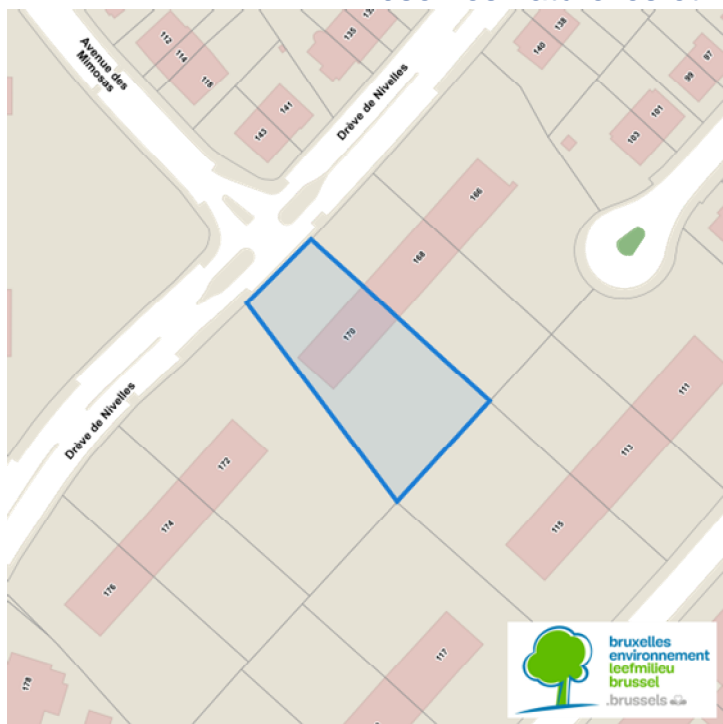 Avenue des
Mimosas
112
114
116
135
138
140
Drève de Nivelles
141
143
87
99
101
103
166
168
170
Drève de Nivelles
172
174
176
111
113
115
117
178
bruxelles
environnement
leefmilieu
brussel
.brussels